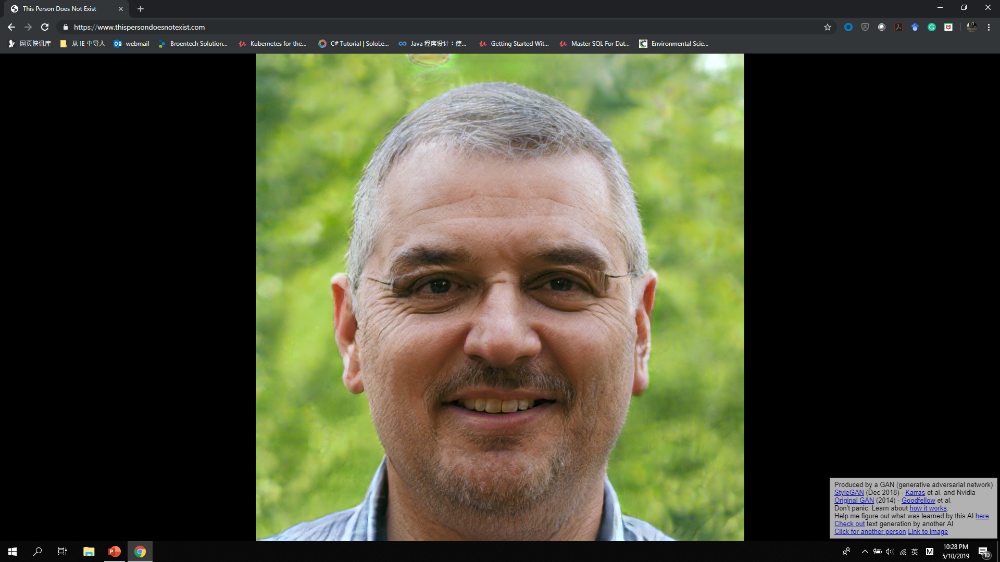 This Person Does Not Exist
https://www.thispersondoesnotexist.com
网页快讯库 从 IE 中导入 webmail Broentech Solution... Kubernetes for the... C# Tutorial | SoloLe... Java 程序设计：使... Getting Started Wit... Master SQL For Dat... Environmental Scie...
Produced by a GAN (generative adversarial network)
StyleGAN (Dec 2018) - Karras et al. and Nvidia
Original GAN (2014) - Goodfellow et al.
Don't panic. Learn about how it works.
Help me figure out what was learned by this AI here.
Check out text generation by another AI
Click for another person Link to image
英 M 10:28 PM
5/10/2019 10